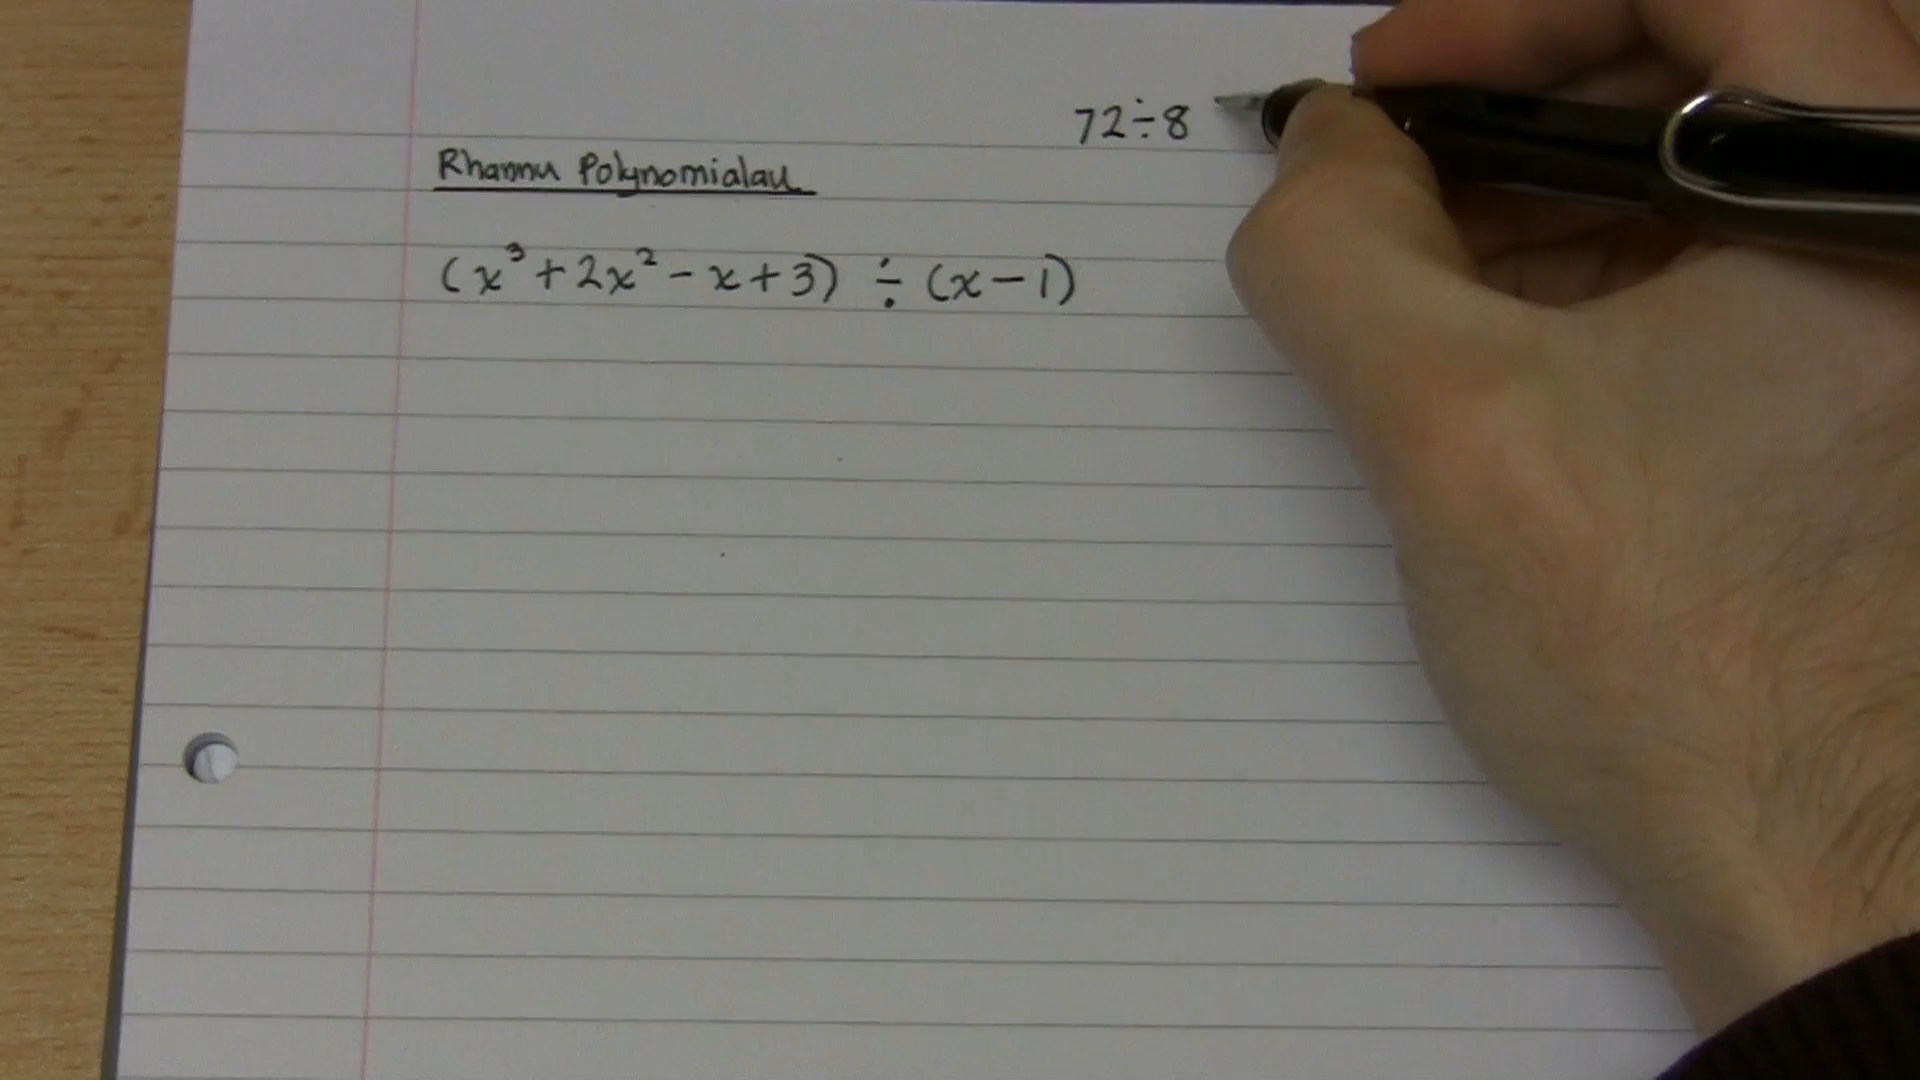 72÷8
Rhannu Polynomialau
(x³ + 2x² - x + 3) ÷ (x - 1)